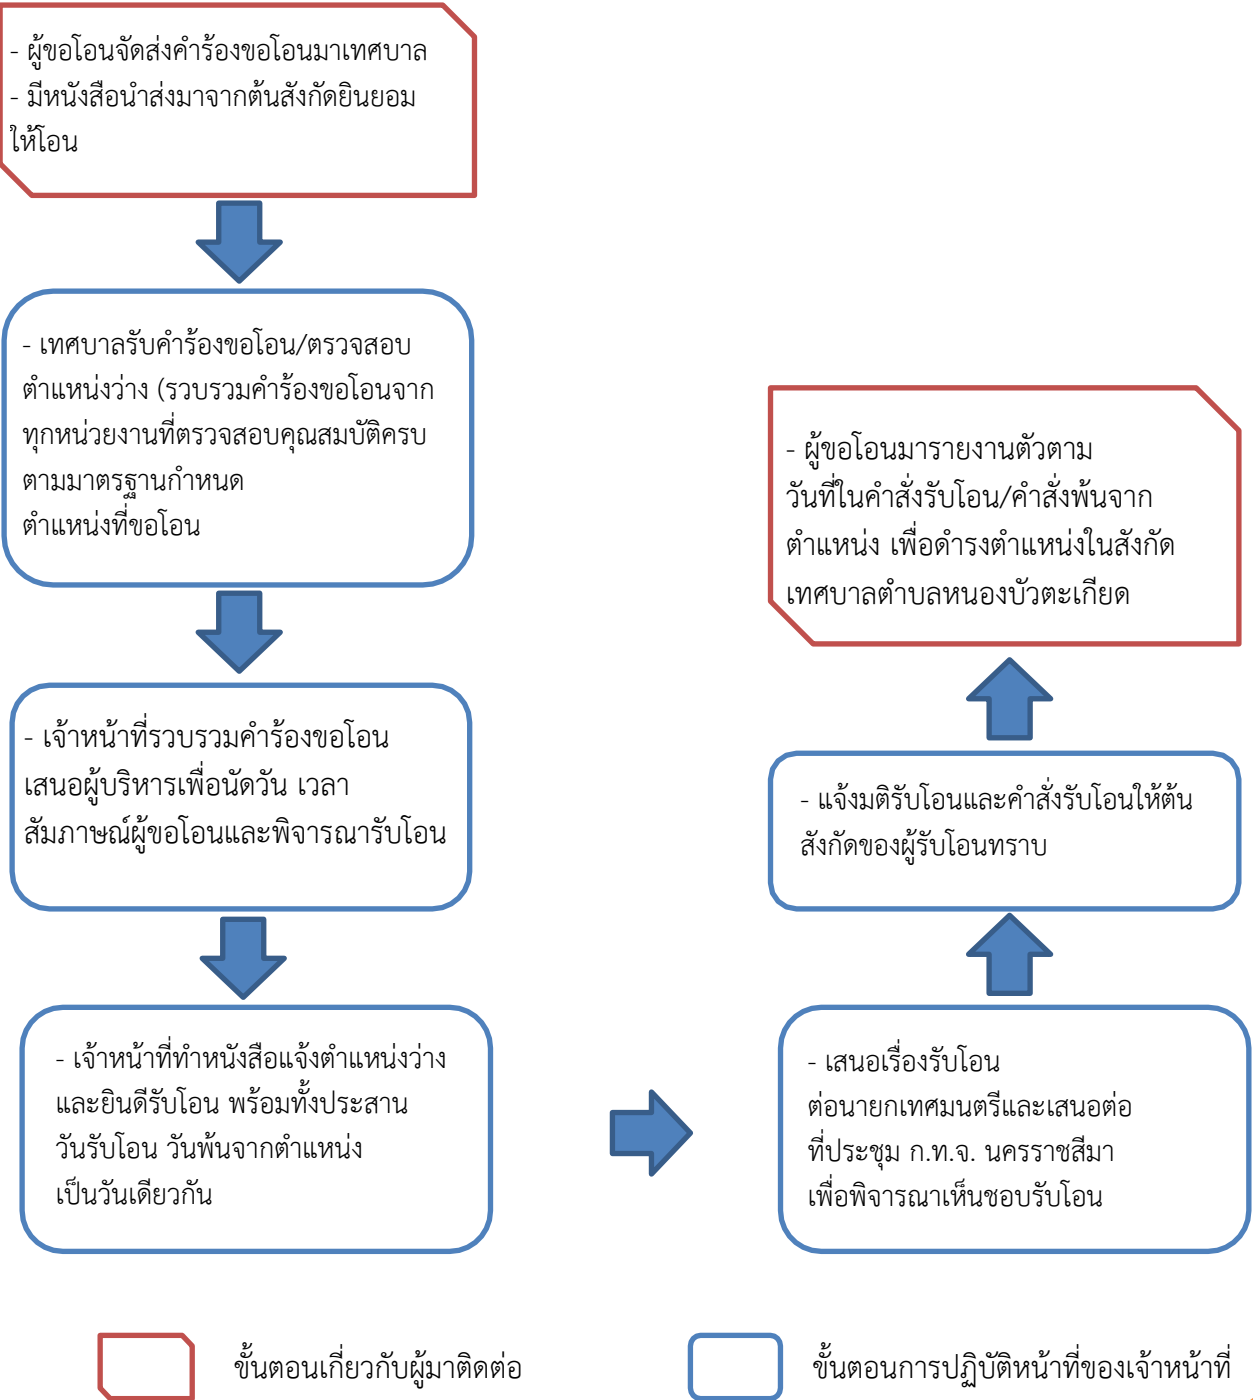 - ผู้ขอโอนจัดส่งคำร้องขอโอนมาเทศบาล
- มีหนังสือนำส่งมาจากต้นสังกัดยินยอม
ให้โอน
- เทศบาลรับคำร้องขอโอน/ตรวจสอบ
ตำแหน่งว่าง (รวบรวมคำร้องขอโอนจาก
ทุกหน่วยงานที่ตรวจสอบคุณสมบัติครบ
ตามมาตรฐานกำหนด
ตำแหน่งที่ขอโอน
- เจ้าหน้าที่รวบรวมคำร้องขอโอน
เสนอผู้บริหารเพื่อนัดวัน เวลา
สัมภาษณ์ผู้ขอโอนและพิจารณารับโอน
- เจ้าหน้าที่ทำหนังสือแจ้งตำแหน่งว่าง
และยินดีรับโอน พร้อมทั้งประสาน
วันรับโอน วันพ้นจากตำแหน่ง
เป็นวันเดียวกัน
- เสนอเรื่องรับโอน
ต่อนายกเทศมนตรีและเสนอต่อ
ที่ประชุม ก.ท.จ. นครราชสีมา
เพื่อพิจารณาเห็นชอบรับโอน
- แจ้งมติรับโอนและคำสั่งรับโอนให้ต้น
สังกัดของผู้รับโอนทราบ
- ผู้ขอโอนมารายงานตัวตาม
วันที่ในคำสั่งรับโอน/คำสั่งพ้นจาก
ตำแหน่ง เพื่อดำรงตำแหน่งในสังกัด
เทศบาลตำบลหนองบัวตะเกียด
ขั้นตอนเกี่ยวกับผู้มาติดต่อ
ขั้นตอนการปฏิบัติหน้าที่ของเจ้าหน้าที่